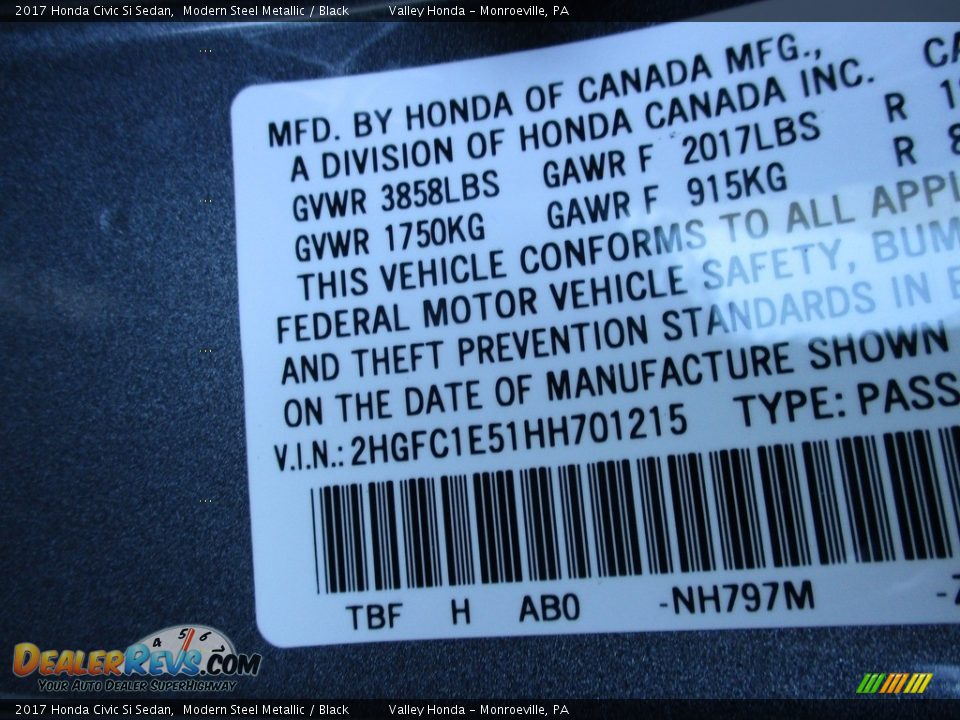 2017 Honda Civic Si Sedan, Modern Steel Metallic / Black Valley Honda - Monroeville, PA
MFD. BY HONDA OF CANADA MFG.,
A DIVISION OF HONDA CANADA INC.
GVWR 3858LBS GAWR F 2017LBS R
GVWR 1750KG GAWR F 915KG R
THIS VEHICLE CONFORMS TO ALL
FEDERAL MOTOR VEHICLE SAFETY,
AND THEFT PREVENTION STANDARDS IN
ON THE DATE OF MANUFACTURE SHOWN
V.I.N.: 2HGFC1E51HH701215 TYPE: PASS
TBF H AB0 -NH797M
4 5 6 7
DealerRevs.com
Your Auto Dealer SuperHighway
2017 Honda Civic Si Sedan, Modern Steel Metallic / Black Valley Honda - Monroeville, PA